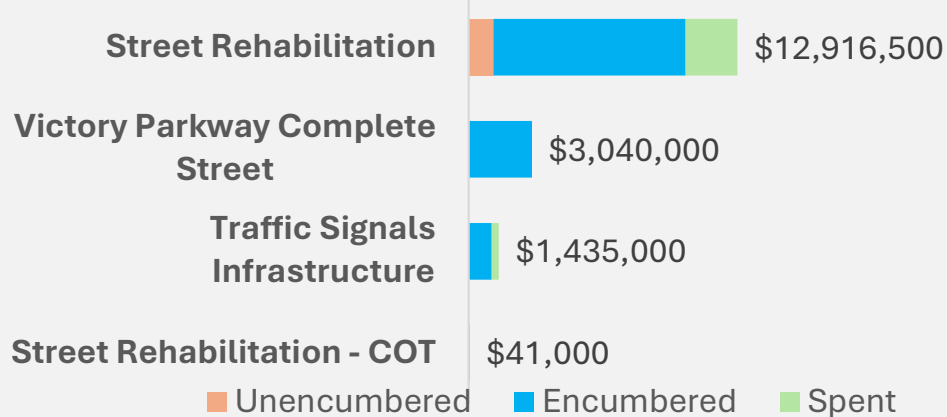 Street Rehabilitation
$12,916,500
Victory Parkway Complete
Street
$3,040,000
Traffic Signals
Infrastructure
$1,435,000
Street Rehabilitation - COT
$41,000
Unencumbered
Encumbered
Spent